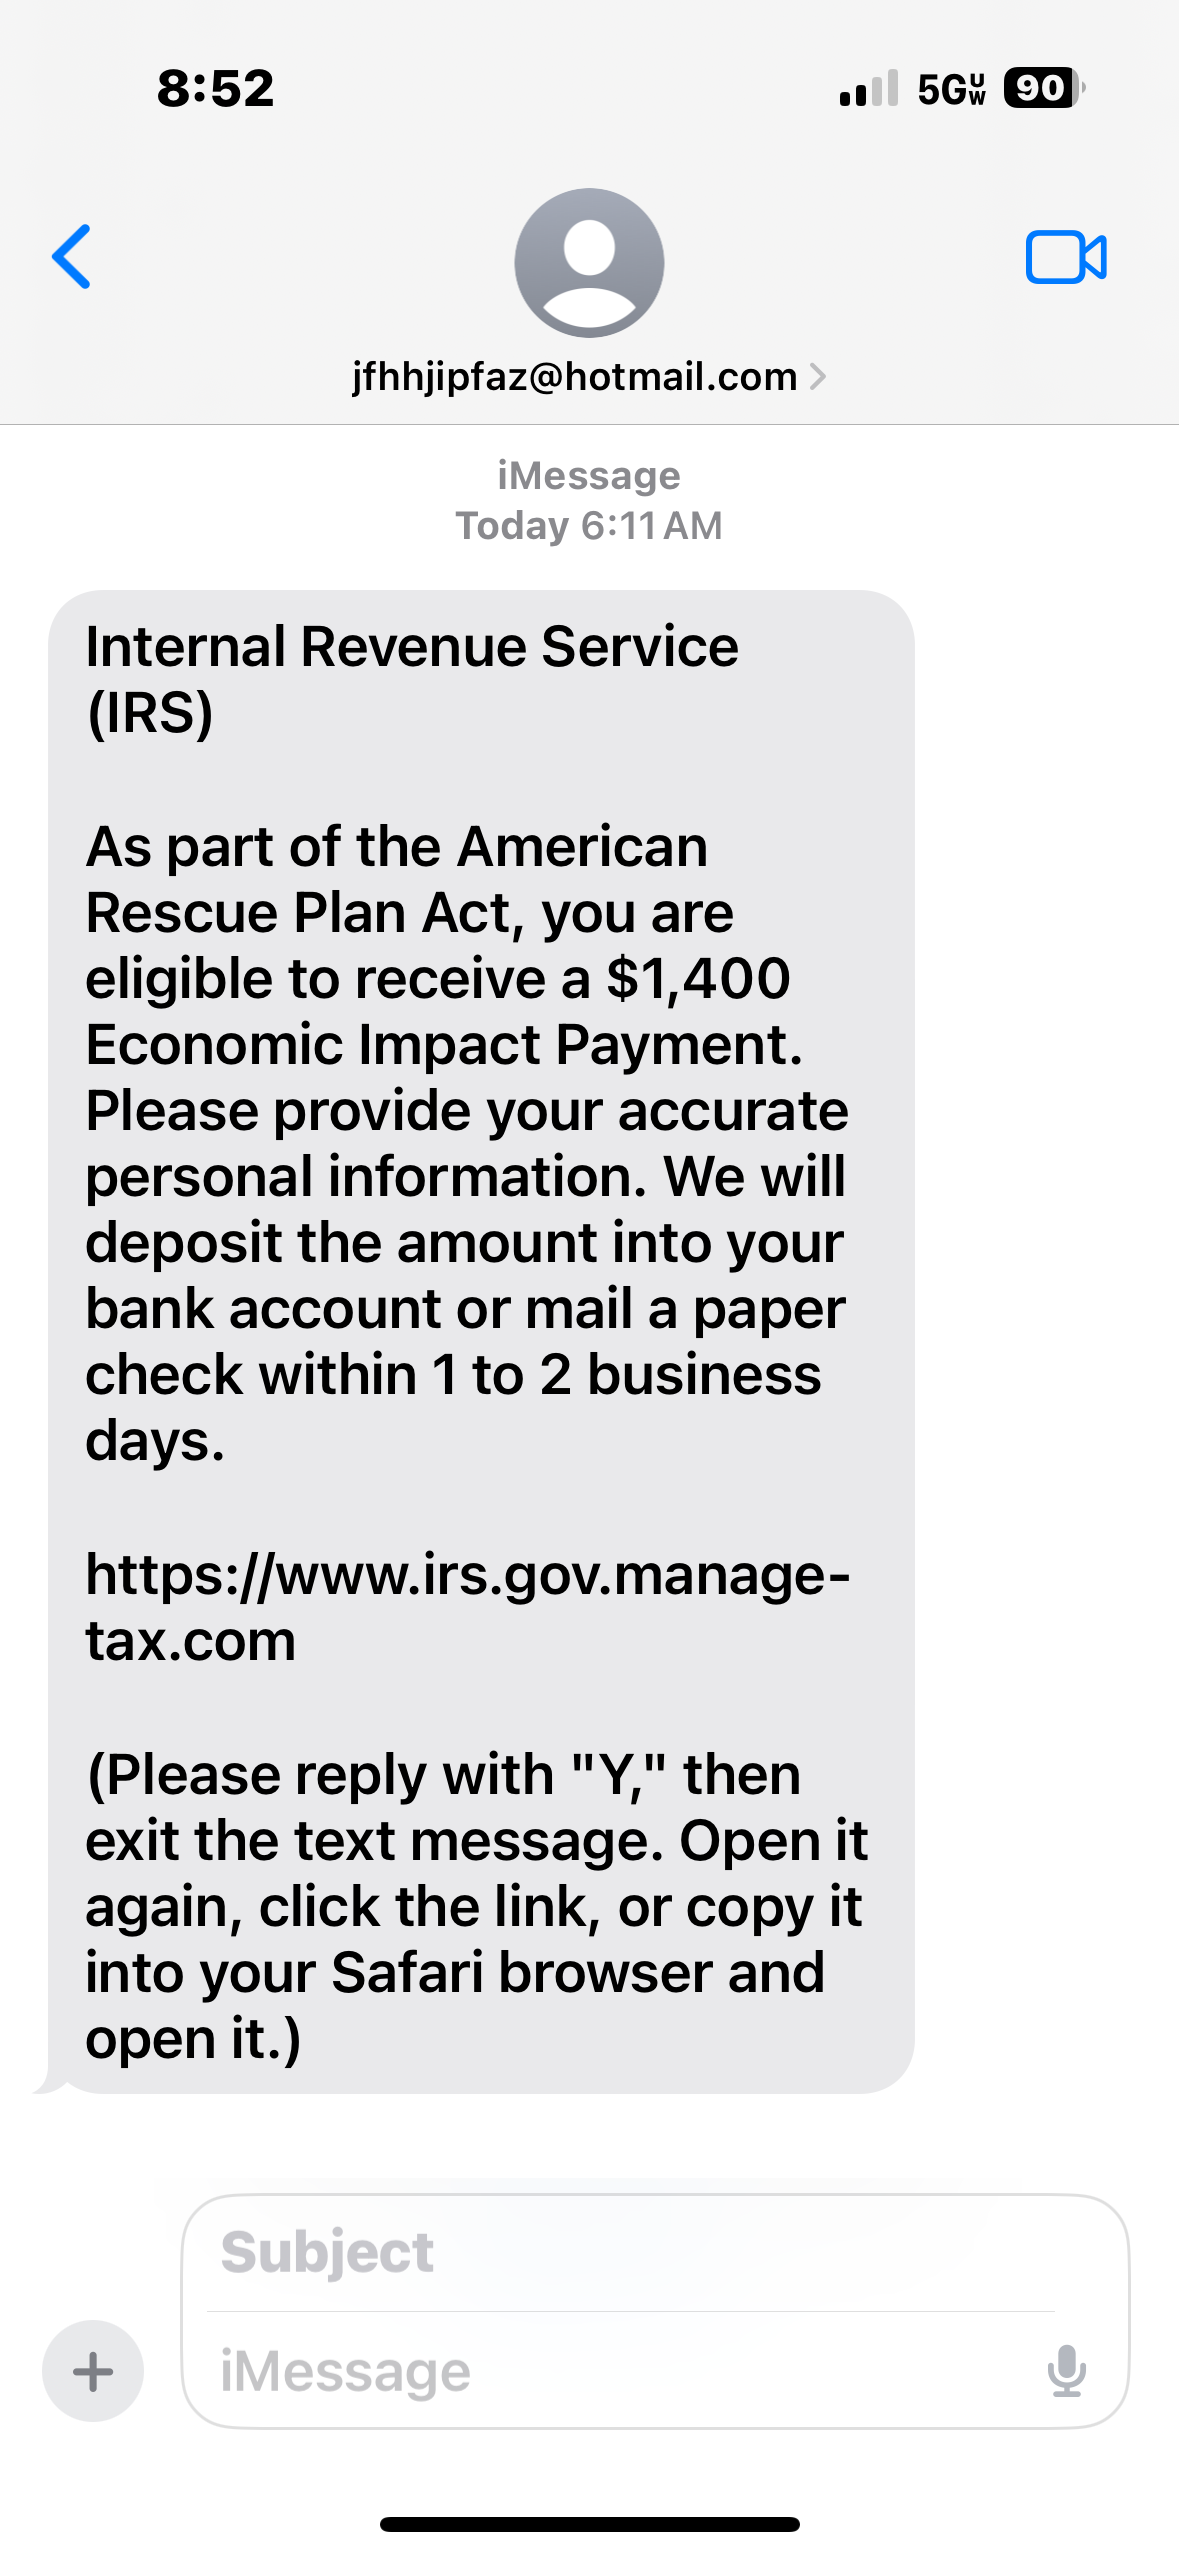 8:52
5G UW 90
jfhhjipfaz@hotmail.com
iMessage
Today 6:11 AM
Internal Revenue Service
(IRS)
As part of the American
Rescue Plan Act, you are
eligible to receive a $1,400
Economic Impact Payment.
Please provide your accurate
personal information. We will
deposit the amount into your
bank account or mail a paper
check within 1 to 2 business
days.
https://www.irs.gov.manage-
tax.com
(Please reply with "Y," then
exit the text message. Open it
again, click the link, or copy it
into your Safari browser and
open it.)
Subject
iMessage